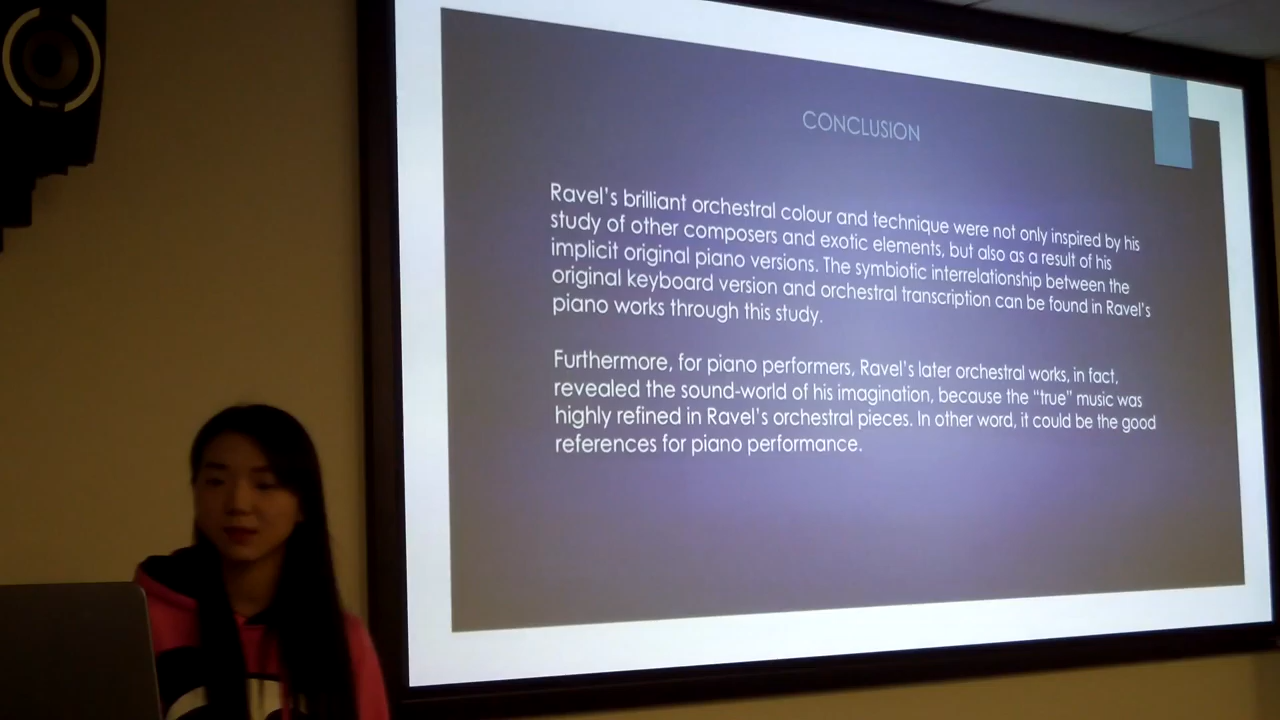 CONCLUSION
Ravel's brilliant orchestral colour and technique were not only inspired by his
study of other composers and exotic elements, but also as a result of his
implicit original piano versions. The symbiotic interrelationship between the
original keyboard version and orchestral transcription can be found in Ravel's
piano works through this study.
Furthermore, for piano performers, Ravel's later orchestral works, in fact,
revealed the sound-world of his imagination, because the “true” music was
highly refined in Ravel's orchestral pieces. In other word, it could be the good
references for piano performance.